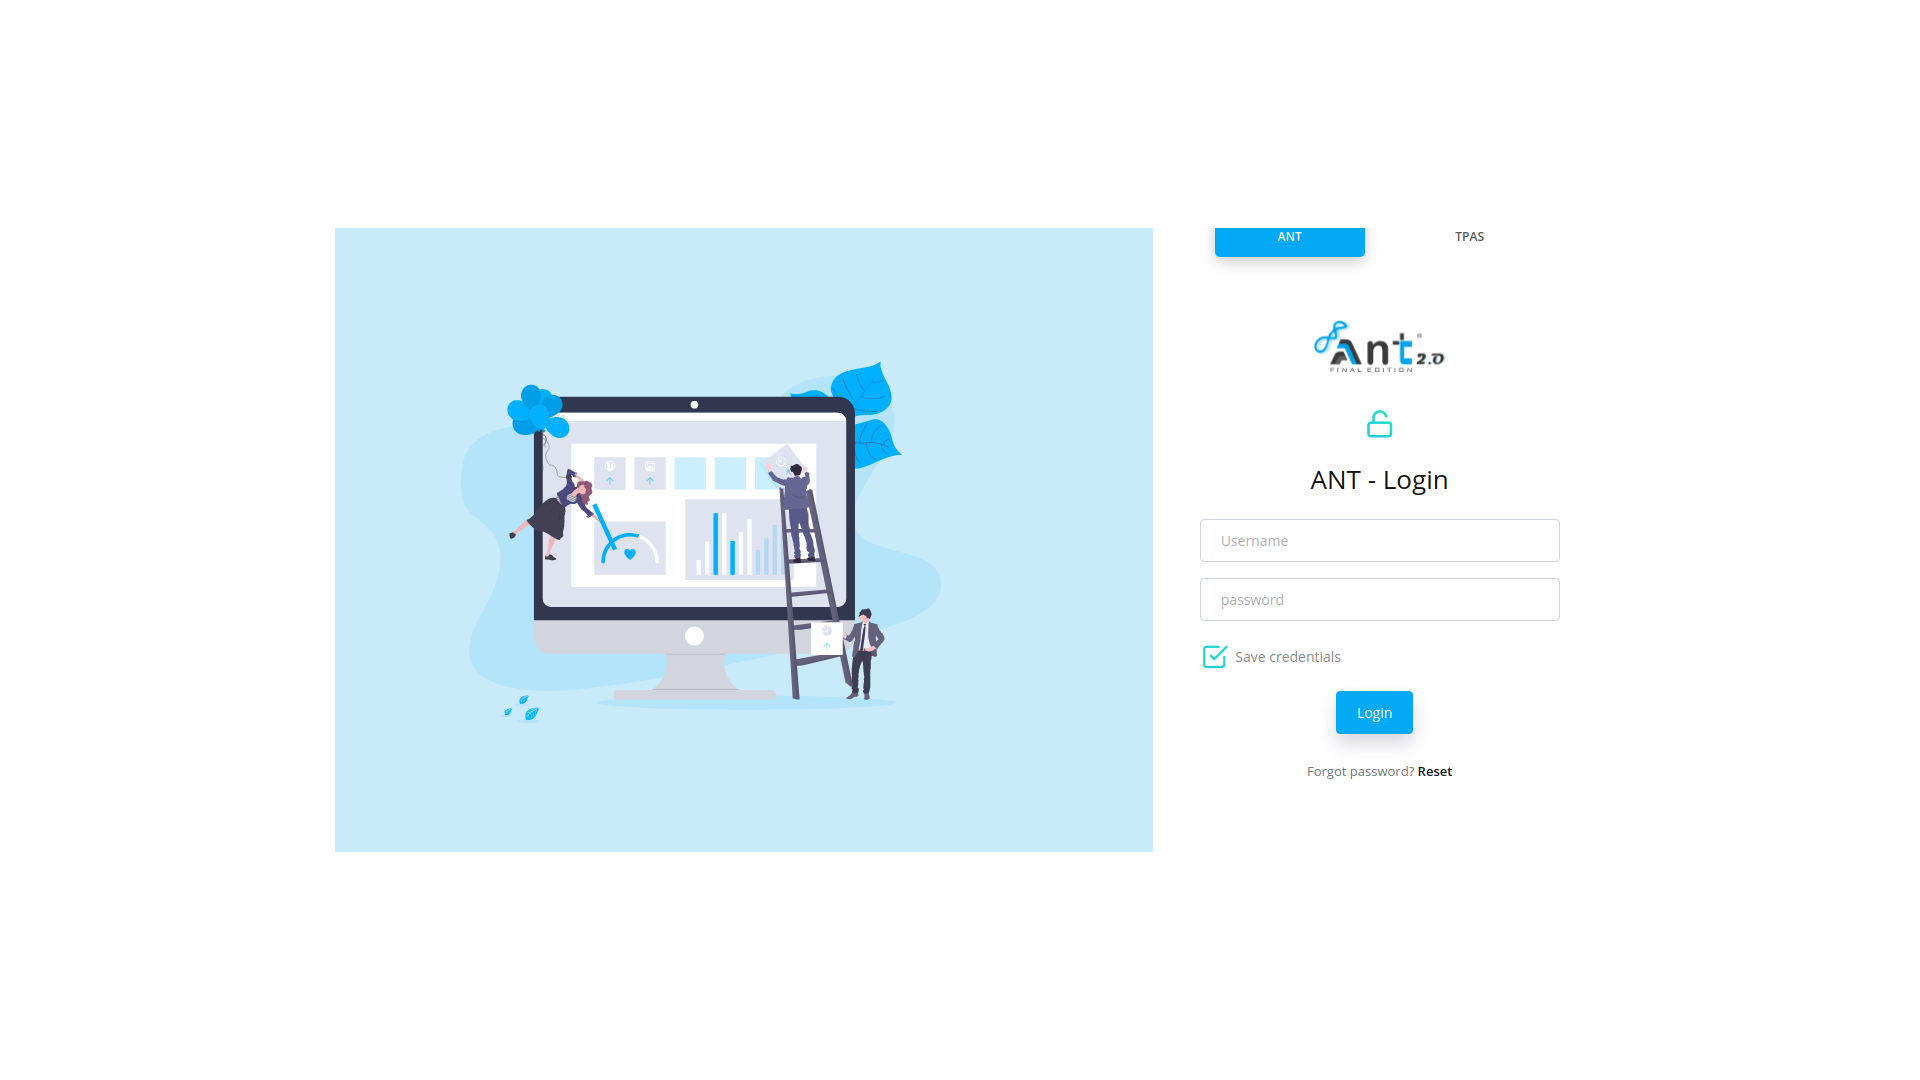 ANT
TPAS
Ant 2.0
FINAL EDITION
ANT - Login
Username
password
Save credentials
Login
Forgot password? Reset